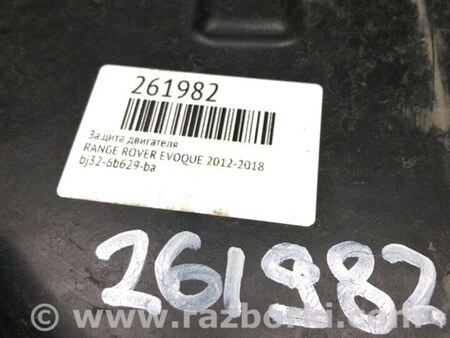 261982
Защита двигателя
RANGE ROVER EVOQUE 2012-2018
bj32-6b629-ba
261982
© www.razborki.com